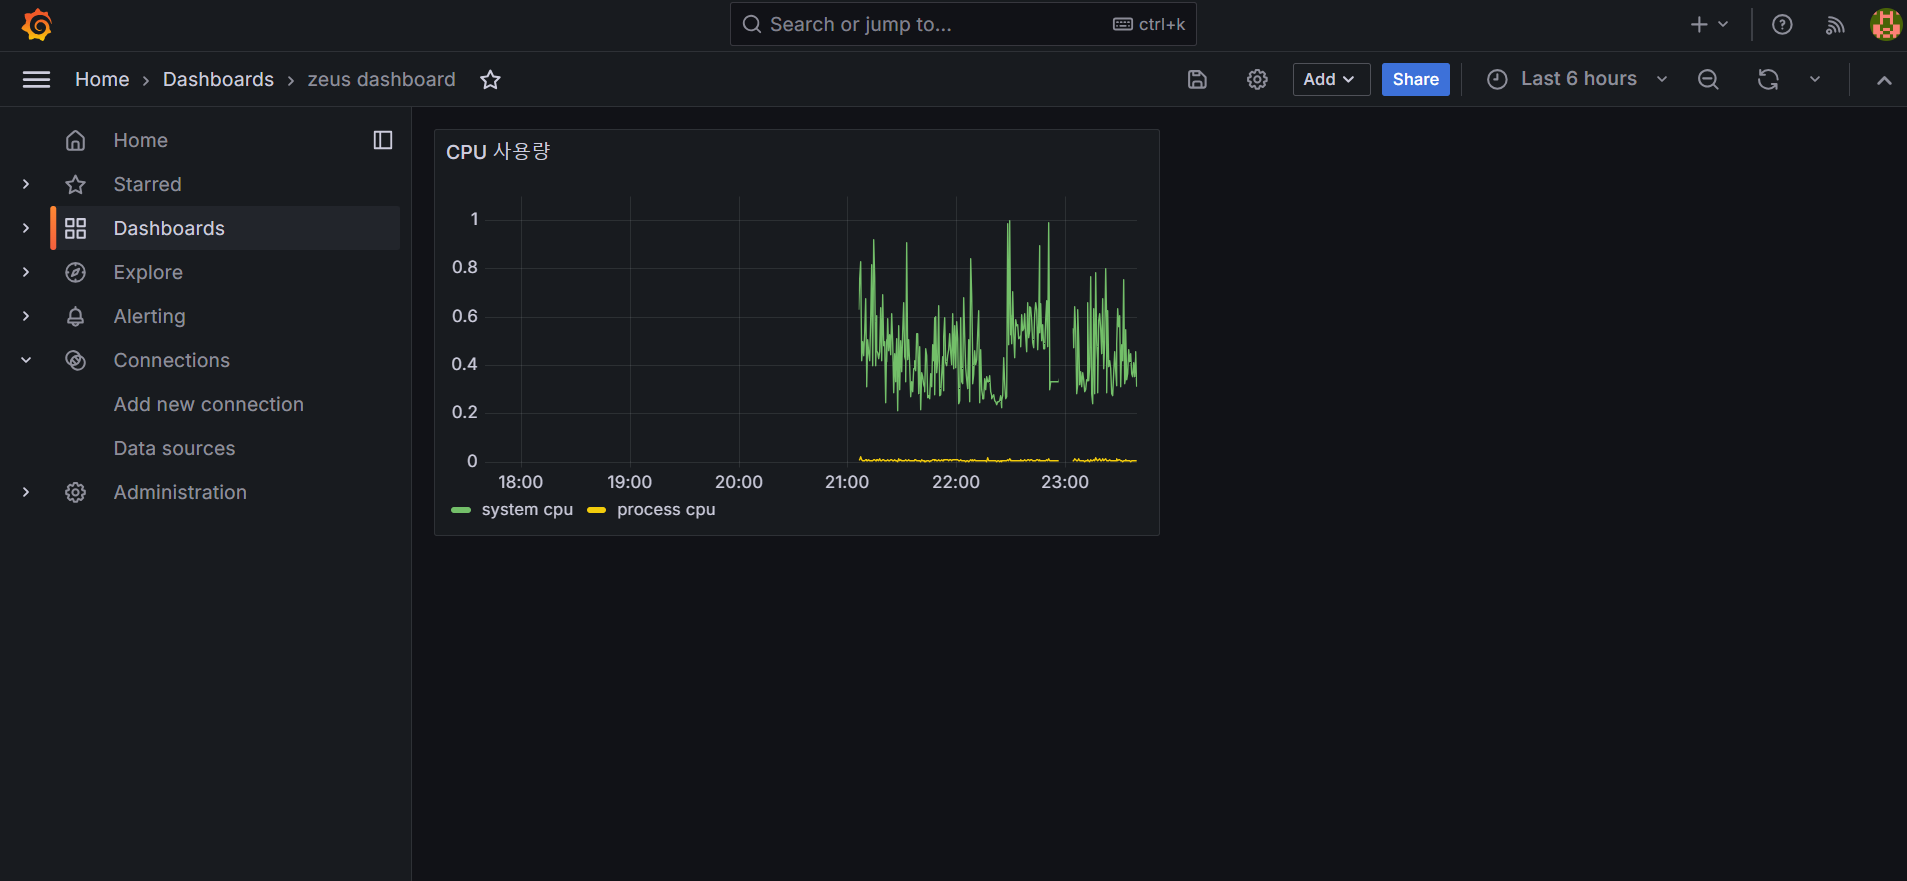 Search or jump to...
ctrl+k
Home > Dashboards > zeus dashboard
Add
Share
Last 6 hours
Home
Starred
Dashboards
Explore
Alerting
Connections
Add new connection
Data sources
Administration
CPU 사용량
1
0.8
0.6
0.4
0.2
0
18:00 19:00 20:00 21:00 22:00 23:00
system cpu process cpu